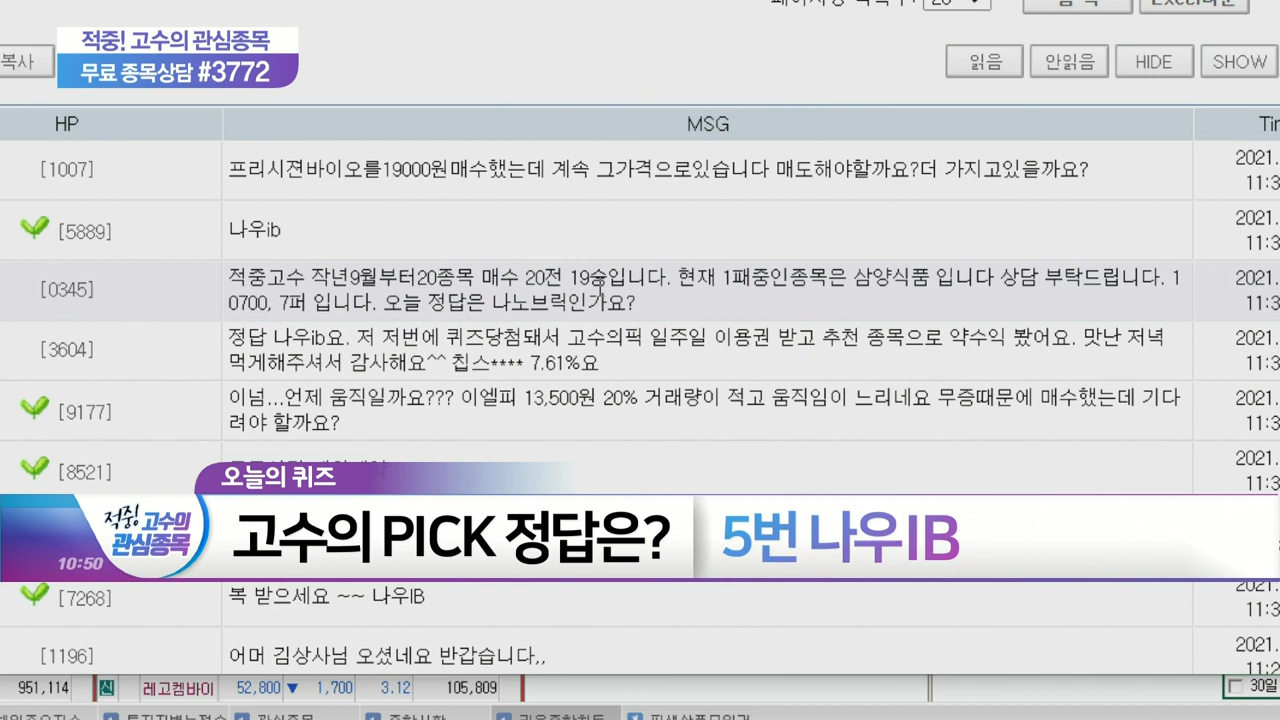 적중! 고수의 관심종목
무료 종목상담 #3772
복사
읽음 안읽음 HIDE SHOW
HP MSG
[1007] 프리시젼바이오를19000원매수했는데 계속 그가격으로있습니다 매도해야할까요?더 가지고있을까요? 2021.
11:3
[5889] 나우ib 2021.
11:3
[0345] 적중고수 작년9월부터20종목 매수 20전 19승입니다. 현재 1패중인종목은 삼양식품 입니다 상담 부탁드립니다. 1 2021.
0700, 7퍼 입니다. 오늘 정답은 나노브릭인가요? 11:3
[3604] 정답 나우ib요. 저 저번에 퀴즈당첨돼서 고수의픽 일주일 이용권 받고 추천 종목으로 약수익 봤어요. 맛난 저녁 2021.
먹게해주셔서 감사해요^^ 칩스**** 7.61%요 11:3
[9177] 이넘...언제 움직일까요??? 이엘피 13,500원 20% 거래량이 적고 움직임이 느리네요 무증때문에 매수했는데 기다 2021.
려야 할까요? 11:3
[8521] 2021.
11:3
오늘의 퀴즈
적중! 고수의
관심종목
10:50
고수의 PICK 정답은? 5번 나우IB
[7268] 복 받으세요 ~~ 나우IB 2021.
11:3
[1196] 어머 김상사님 오셨네요 반갑습니다,, 2021.
951,114 신 레고켐바이 52,800 ▼ 1,700 3.12 105,809 30일